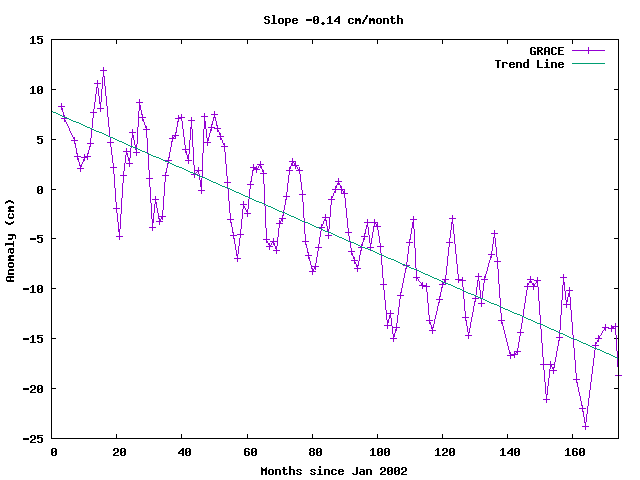 Slope -0.14 cm/month
GRACE
Trend Line
15
10
5
0
-5
-10
-15
-20
-25
Anomaly (cm)
0 20 40 60 80 100 120 140 160
Months since Jan 2002